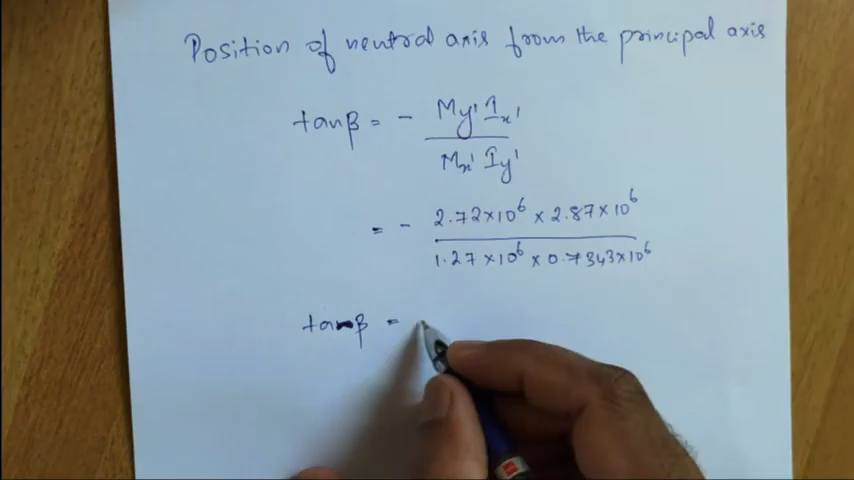 Position of neutral axis from the principal axis
tanβ = - My' Ix' / Mx' Iy'
= - 2.72×10⁶ × 2.87×10⁶ / 1.27×10⁶ × 0.7343×10⁶
tanβ =